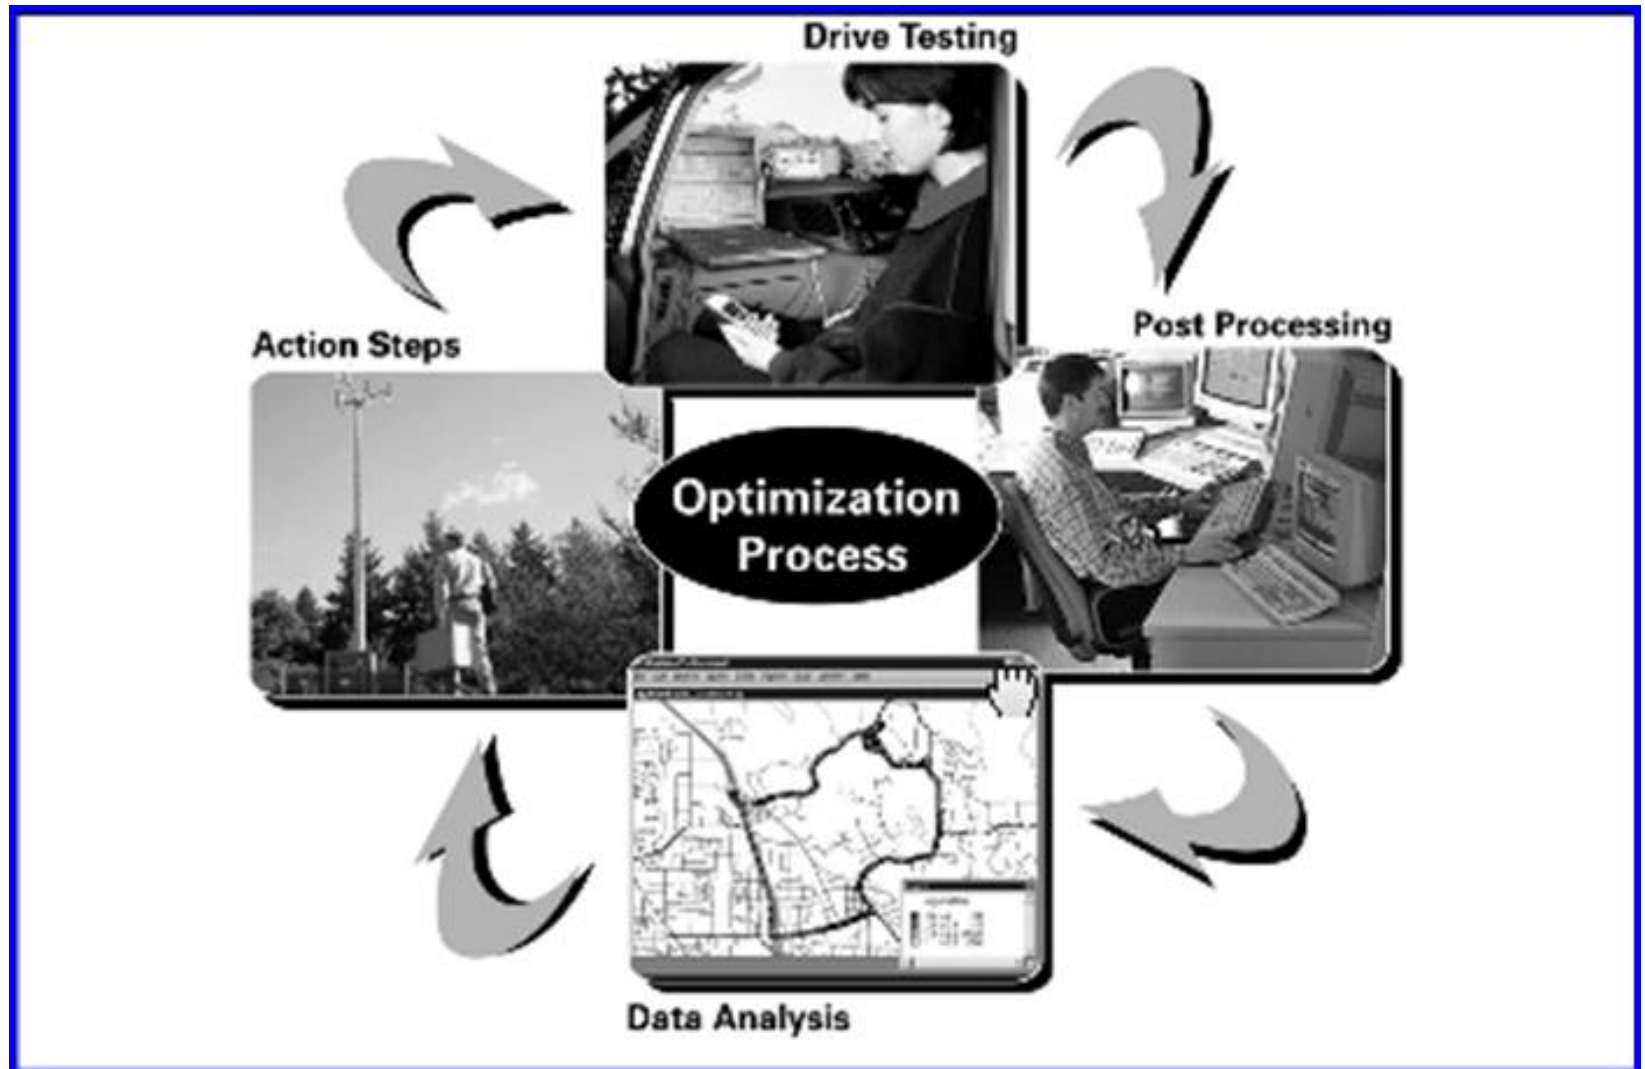 Drive Testing
Action Steps
Post Processing
Optimization
Process
Data Analysis